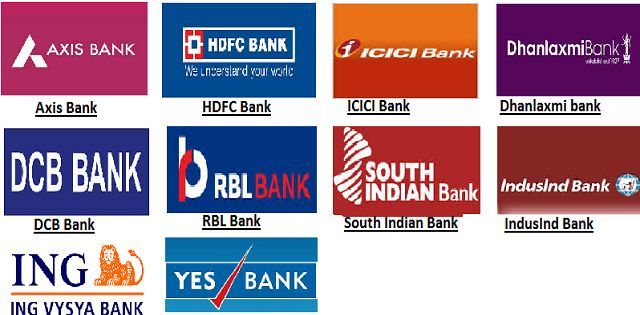 AXIS BANK
HDFC BANK
We understand your world
ICICI Bank
DhanlaxmiBank
Axis Bank
HDFC Bank
ICICI Bank
Dhanlaxmi bank
DCB BANK
RBL BANK
SOUTH
INDIAN Bank
IndusInd Bank
DCB Bank
RBL Bank
South Indian Bank
IndusInd Bank
ING
ING VYSYA BANK
YES BANK